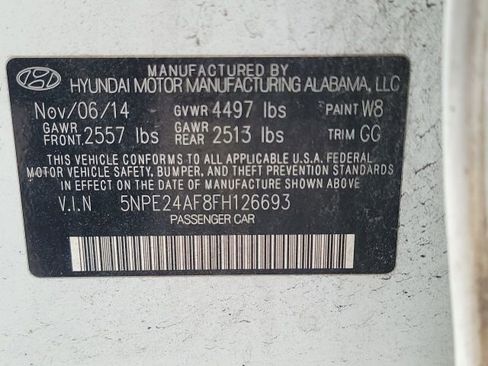 MANUFACTURED BY
HYUNDAI MOTOR MANUFACTURING ALABAMA, LLC
Nov/06/14 GVWR 4497 lbs PAINT W8
GAWR FRONT 2557 lbs GAWR REAR 2513 lbs TRIM GG
THIS VEHICLE CONFORMS TO ALL APPLICABLE U.S.A. FEDERAL
MOTOR VEHICLE SAFETY, BUMPER, AND THEFT PREVENTION STANDARDS
IN EFFECT ON THE DATE OF MANUFACTURE SHOWN ABOVE.
V.I.N 5NPE24AF8FH126693
PASSENGER CAR